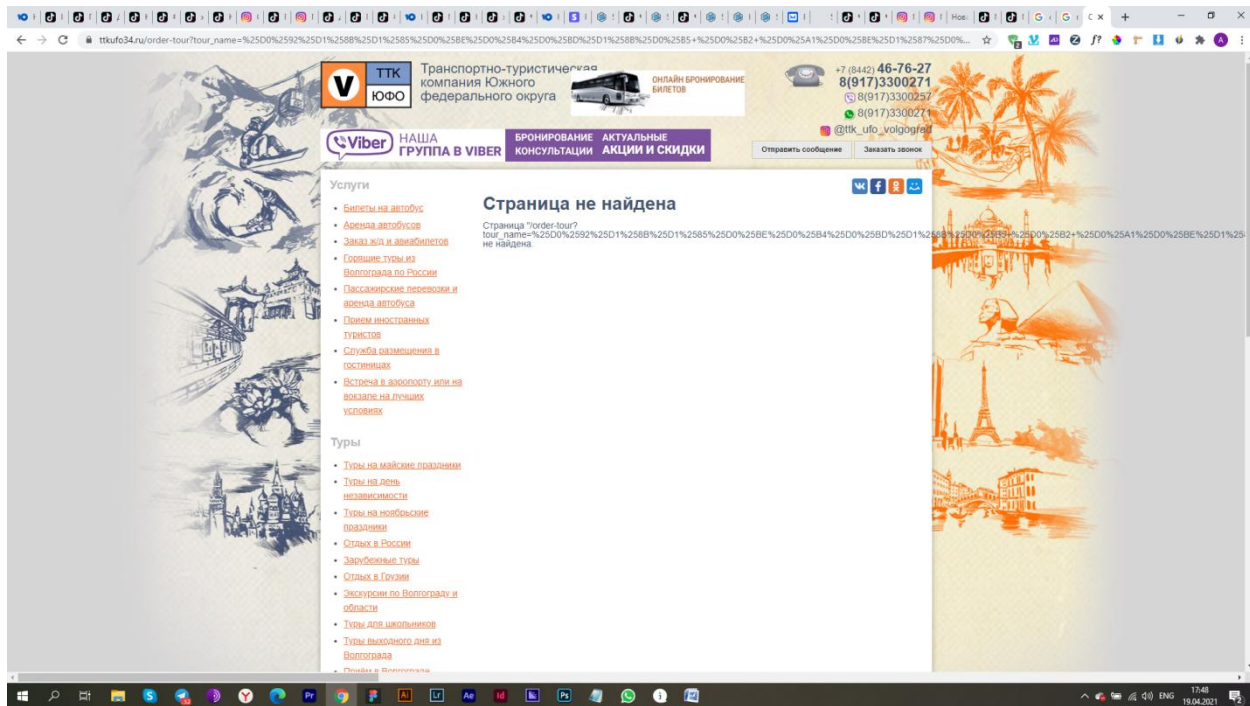 ttkufo34.ru/order-tour?tour_name=%25D0%2592%25D1%258B%25D1%2585%25D0%25BE%25D0%25B4%25D0%25BD%25D1%258B%25D0%25B5+%25D0%25B2+%25D0%25A1%25D0%25BE%25D1%2587%25D0%...
V
ТТК
ЮФО
Транспортно-туристическая
компания Южного
федерального округа
ОНЛАЙН БРОНИРОВАНИЕ
БИЛЕТОВ
+7 (8442) 46-76-27
8(917)3300271
8(917)3300257
8(917)3300271
@ttk_ufo_volgograd
Viber
НАША
ГРУППА В VIBER
БРОНИРОВАНИЕ
КОНСУЛЬТАЦИИ
АКТУАЛЬНЫЕ
АКЦИИ И СКИДКИ
Отправить сообщение
Заказать звонок
Услуги
Билеты на автобус
Аренда автобусов
Заказ ж/д и авиабилетов
Горящие туры из
Волгограда по России
Пассажирские перевозки и
аренда автобуса
Прием иностранных
туристов
Служба размещения в
гостиницах
Встреча в аэропорту или на
вокзале на лучших
условиях
Туры
Туры на майские праздники
Туры на день
независимости
Туры на ноябрьские
праздники
Отдых в России
Зарубежные туры
Отдых в Грузии
Экскурсии по Волгограду и
области
Туры для школьников
Туры выходного дня из
Волгограда
Приём в Волгограде
Страница не найдена
Страница "/order-tour?
tour_name=%25D0%2592%25D1%258B%25D1%2585%25D0%25BE%25D0%25B4%25D0%25BD%25D1%258B%25D0%25B5+%25D0%25B2+%25D0%25A1%25D0%25BE%25D1%25
не найдена.
ENG
17:48
19.04.2021